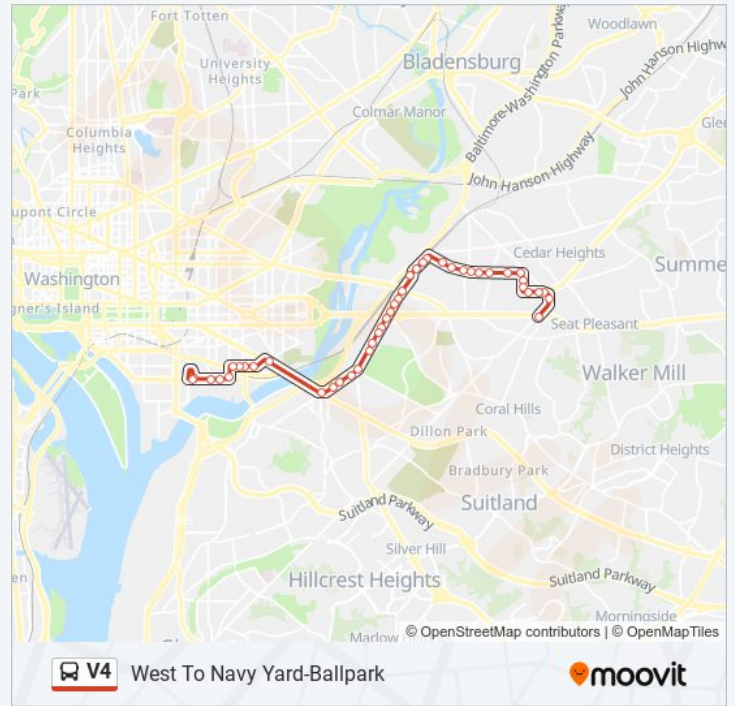 Fort Totten
Woodlawn
University
Heights
Bladensburg
John Hanson Highw
Baltimore-Washington Parkway
Park
Colmar Manor
Columbia
Heights
Glen
John Hanson Highway
upont Circle
Cedar Heights
Summe
Washington
gner's Island
Seat Pleasant
Walker Mill
Coral Hills
Dillon Park
District Heights
Bradbury Park
Suitland Parkway
Suitland
Silver Hill
Hillcrest Heights
Suitland Parkway
Morningside
Marlow
© OpenStreetMap contributors | © OpenMapTiles
V4 West To Navy Yard-Ballpark
moovit